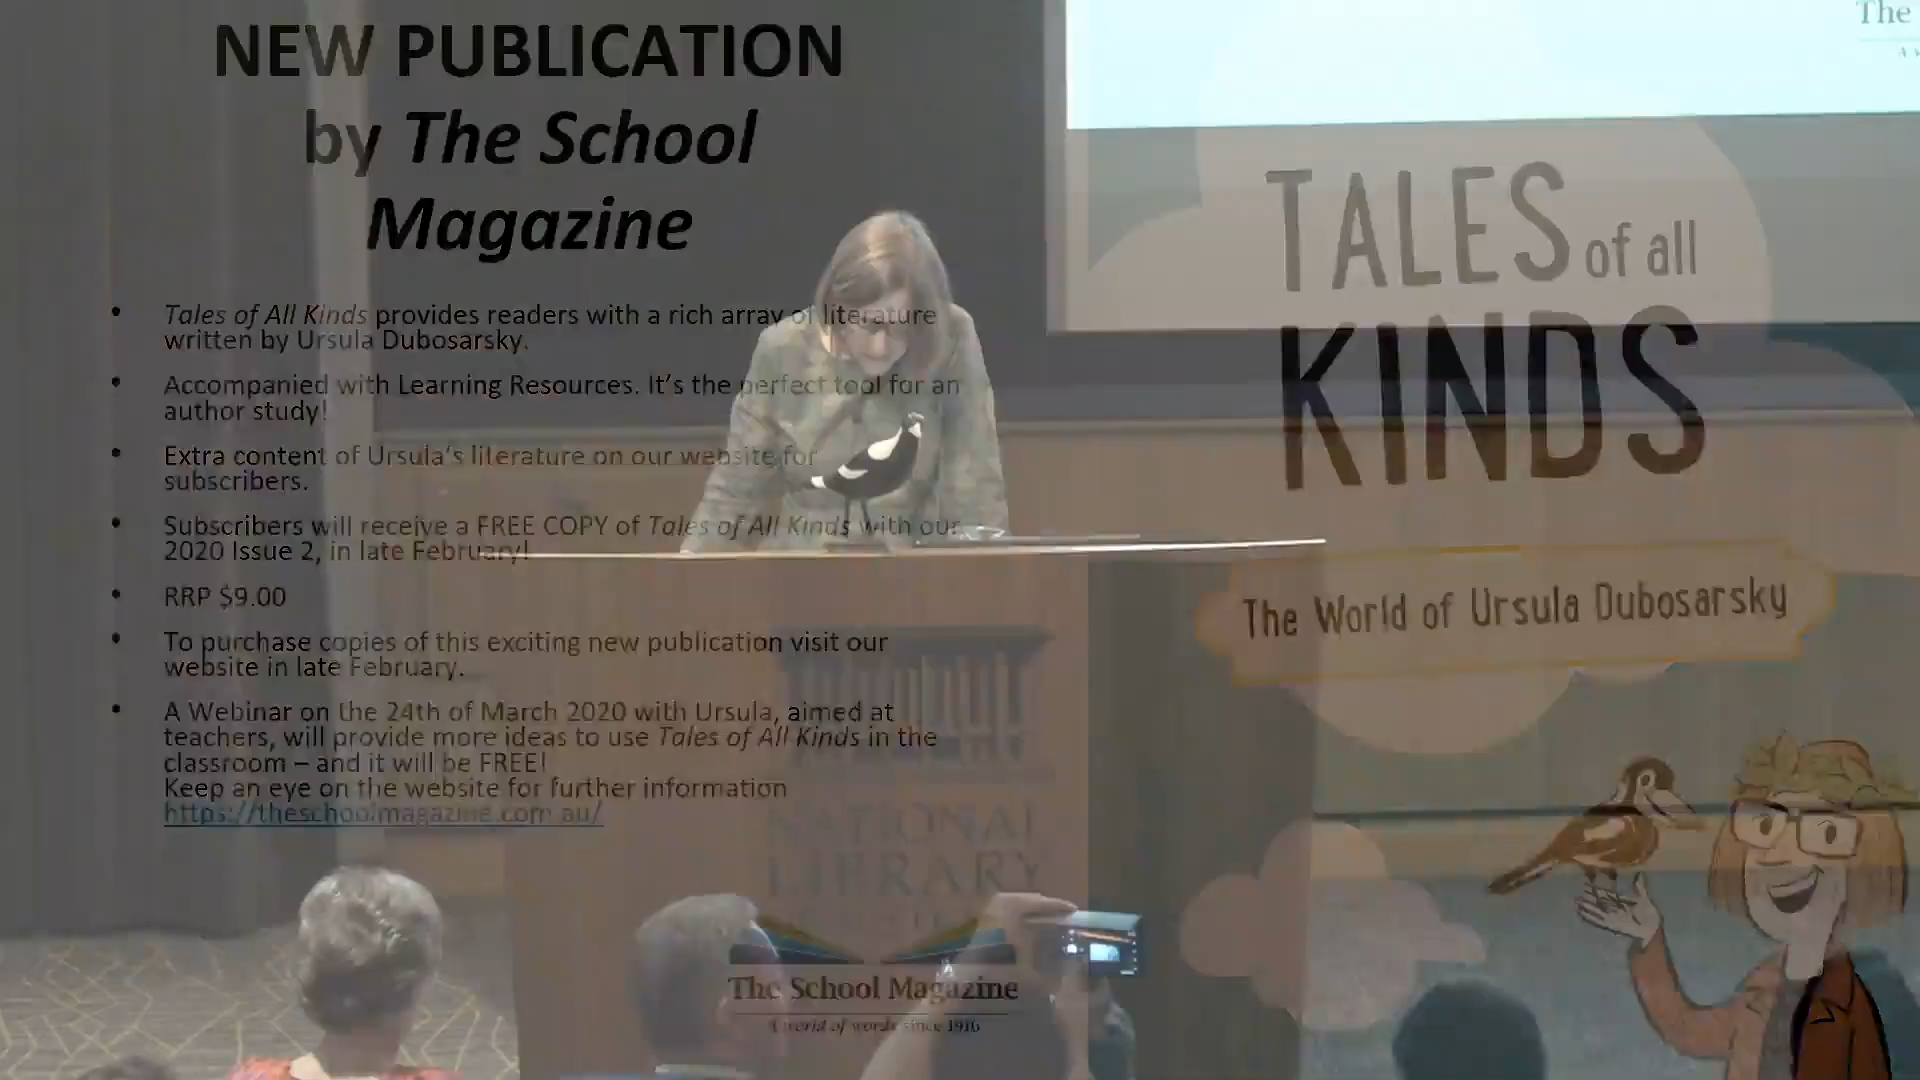 NEW PUBLICATION
by The School
Magazine
• Tales of All Kinds provides readers with a rich array of literature
written by Ursula Dubosarsky.
• Accompanied with Learning Resources. It's the perfect tool for an
author study!
• Extra content of Ursula's literature on our website for
subscribers.
• Subscribers will receive a FREE COPY of Tales of All Kinds with our
2020 Issue 2, in late February!
• RRP $9.00
• To purchase copies of this exciting new publication visit our
website in late February.
• A Webinar on the 24th of March 2020 with Ursula, aimed at
teachers, will provide more ideas to use Tales of All Kinds in the
classroom – and it will be FREE!
Keep an eye on the website for further information
https://theschoolmagazine.com.au/
The
TALES of all
KINDS
The World of Ursula Dubosarsky
NATIONAL
LIBRARY
The School Magazine
A world of words since 1916